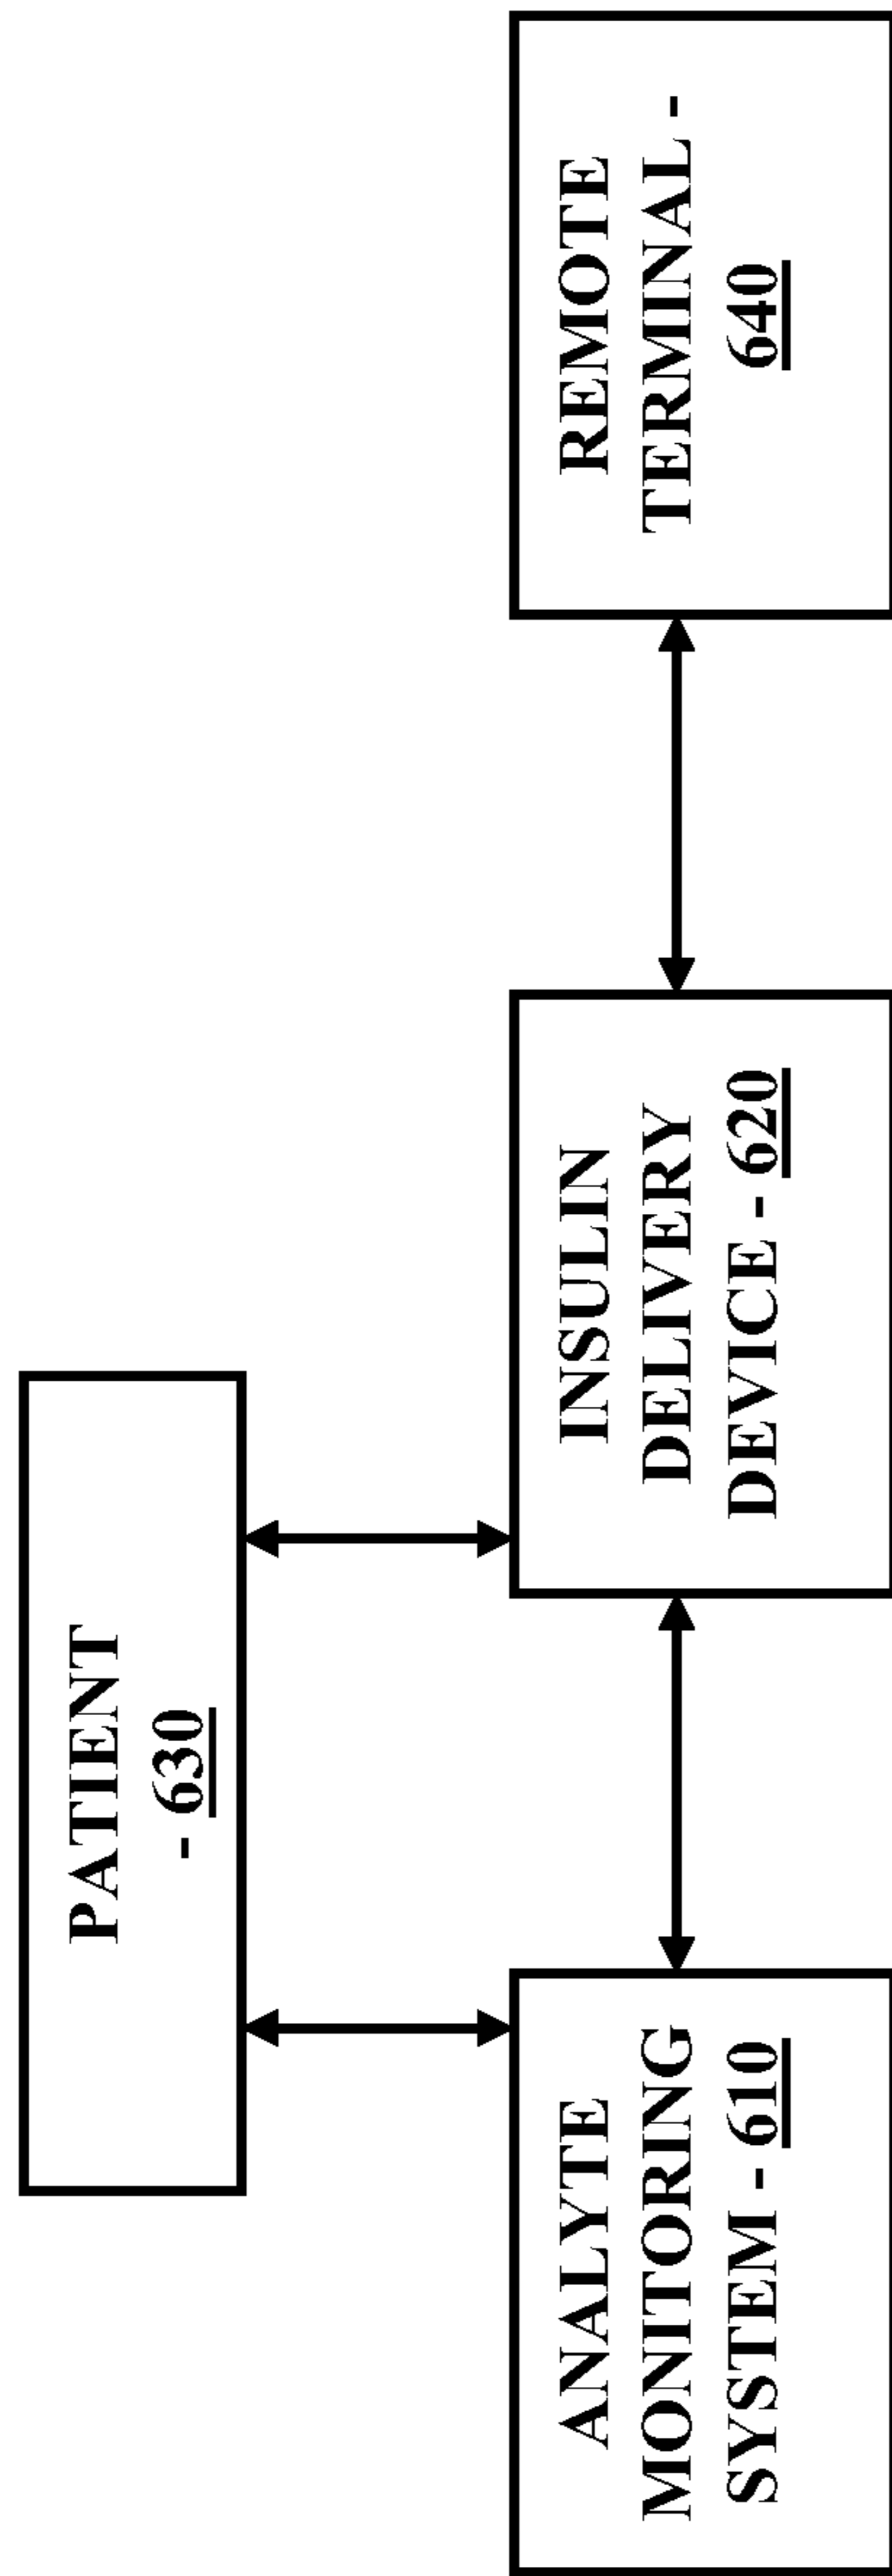 PATIENT
- 630
ANALYTE
MONITORING
SYSTEM - 610
INSULIN
DELIVERY
DEVICE - 620
REMOTE
TERMINAL -
640